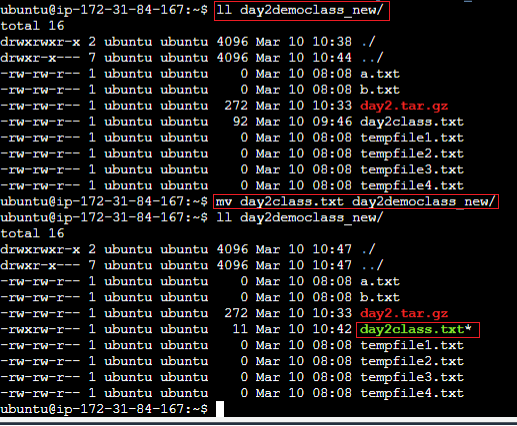 ubuntu@ip-172-31-84-167:~$ ll day2democlass_new/
total 16
drwxrwxr-x 2 ubuntu ubuntu 4096 Mar 10 10:38 ./
drwxr-x--- 7 ubuntu ubuntu 4096 Mar 10 10:44 ../
-rw-rw-r-- 1 ubuntu ubuntu    0 Mar 10 08:08 a.txt
-rw-rw-r-- 1 ubuntu ubuntu    0 Mar 10 08:08 b.txt
-rw-rw-r-- 1 ubuntu ubuntu  272 Mar 10 10:33 day2.tar.gz
-rw-rw-r-- 1 ubuntu ubuntu   92 Mar 10 09:46 day2class.txt
-rw-rw-r-- 1 ubuntu ubuntu    0 Mar 10 08:08 tempfile1.txt
-rw-rw-r-- 1 ubuntu ubuntu    0 Mar 10 08:08 tempfile2.txt
-rw-rw-r-- 1 ubuntu ubuntu    0 Mar 10 08:08 tempfile3.txt
-rw-rw-r-- 1 ubuntu ubuntu    0 Mar 10 08:08 tempfile4.txt
ubuntu@ip-172-31-84-167:~$ mv day2class.txt day2democlass_new/
ubuntu@ip-172-31-84-167:~$ ll day2democlass_new/
total 16
drwxrwxr-x 2 ubuntu ubuntu 4096 Mar 10 10:47 ./
drwxr-x--- 7 ubuntu ubuntu 4096 Mar 10 10:47 ../
-rw-rw-r-- 1 ubuntu ubuntu    0 Mar 10 08:08 a.txt
-rw-rw-r-- 1 ubuntu ubuntu    0 Mar 10 08:08 b.txt
-rw-rw-r-- 1 ubuntu ubuntu  272 Mar 10 10:33 day2.tar.gz
-rwxrw-r-- 1 ubuntu ubuntu   11 Mar 10 10:42 day2class.txt*
-rw-rw-r-- 1 ubuntu ubuntu    0 Mar 10 08:08 tempfile1.txt
-rw-rw-r-- 1 ubuntu ubuntu    0 Mar 10 08:08 tempfile2.txt
-rw-rw-r-- 1 ubuntu ubuntu    0 Mar 10 08:08 tempfile3.txt
-rw-rw-r-- 1 ubuntu ubuntu    0 Mar 10 08:08 tempfile4.txt
ubuntu@ip-172-31-84-167:~$